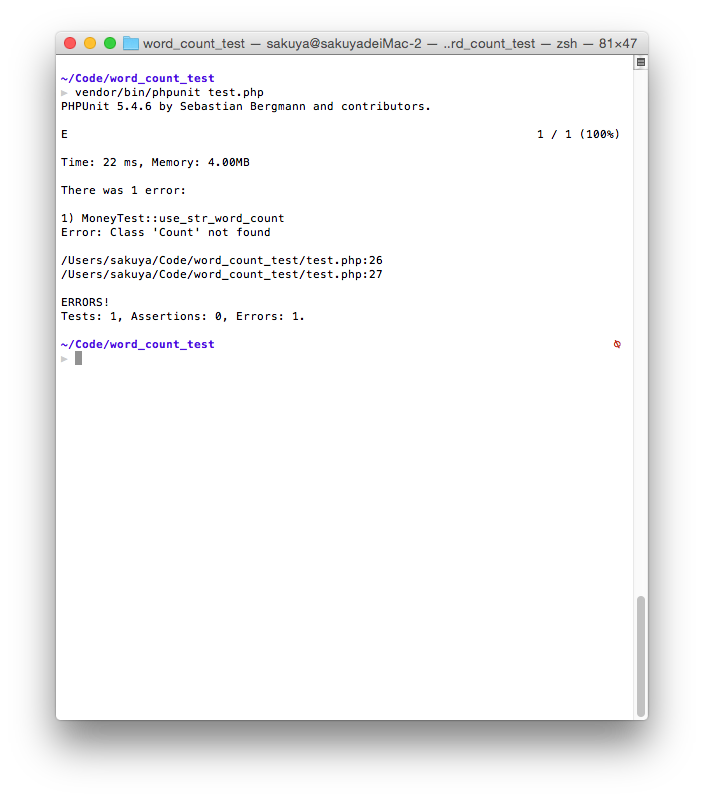 word_count_test — sakuya@sakuyadeiMac-2 — ..rd_count_test — zsh — 81×47
~/Code/word_count_test
▶ vendor/bin/phpunit test.php
PHPUnit 5.4.6 by Sebastian Bergmann and contributors.
E 1 / 1 (100%)
Time: 22 ms, Memory: 4.00MB
There was 1 error:
1) MoneyTest::use_str_word_count
Error: Class 'Count' not found
/Users/sakuya/Code/word_count_test/test.php:26
/Users/sakuya/Code/word_count_test/test.php:27
ERRORS!
Tests: 1, Assertions: 0, Errors: 1.
~/Code/word_count_test
▶